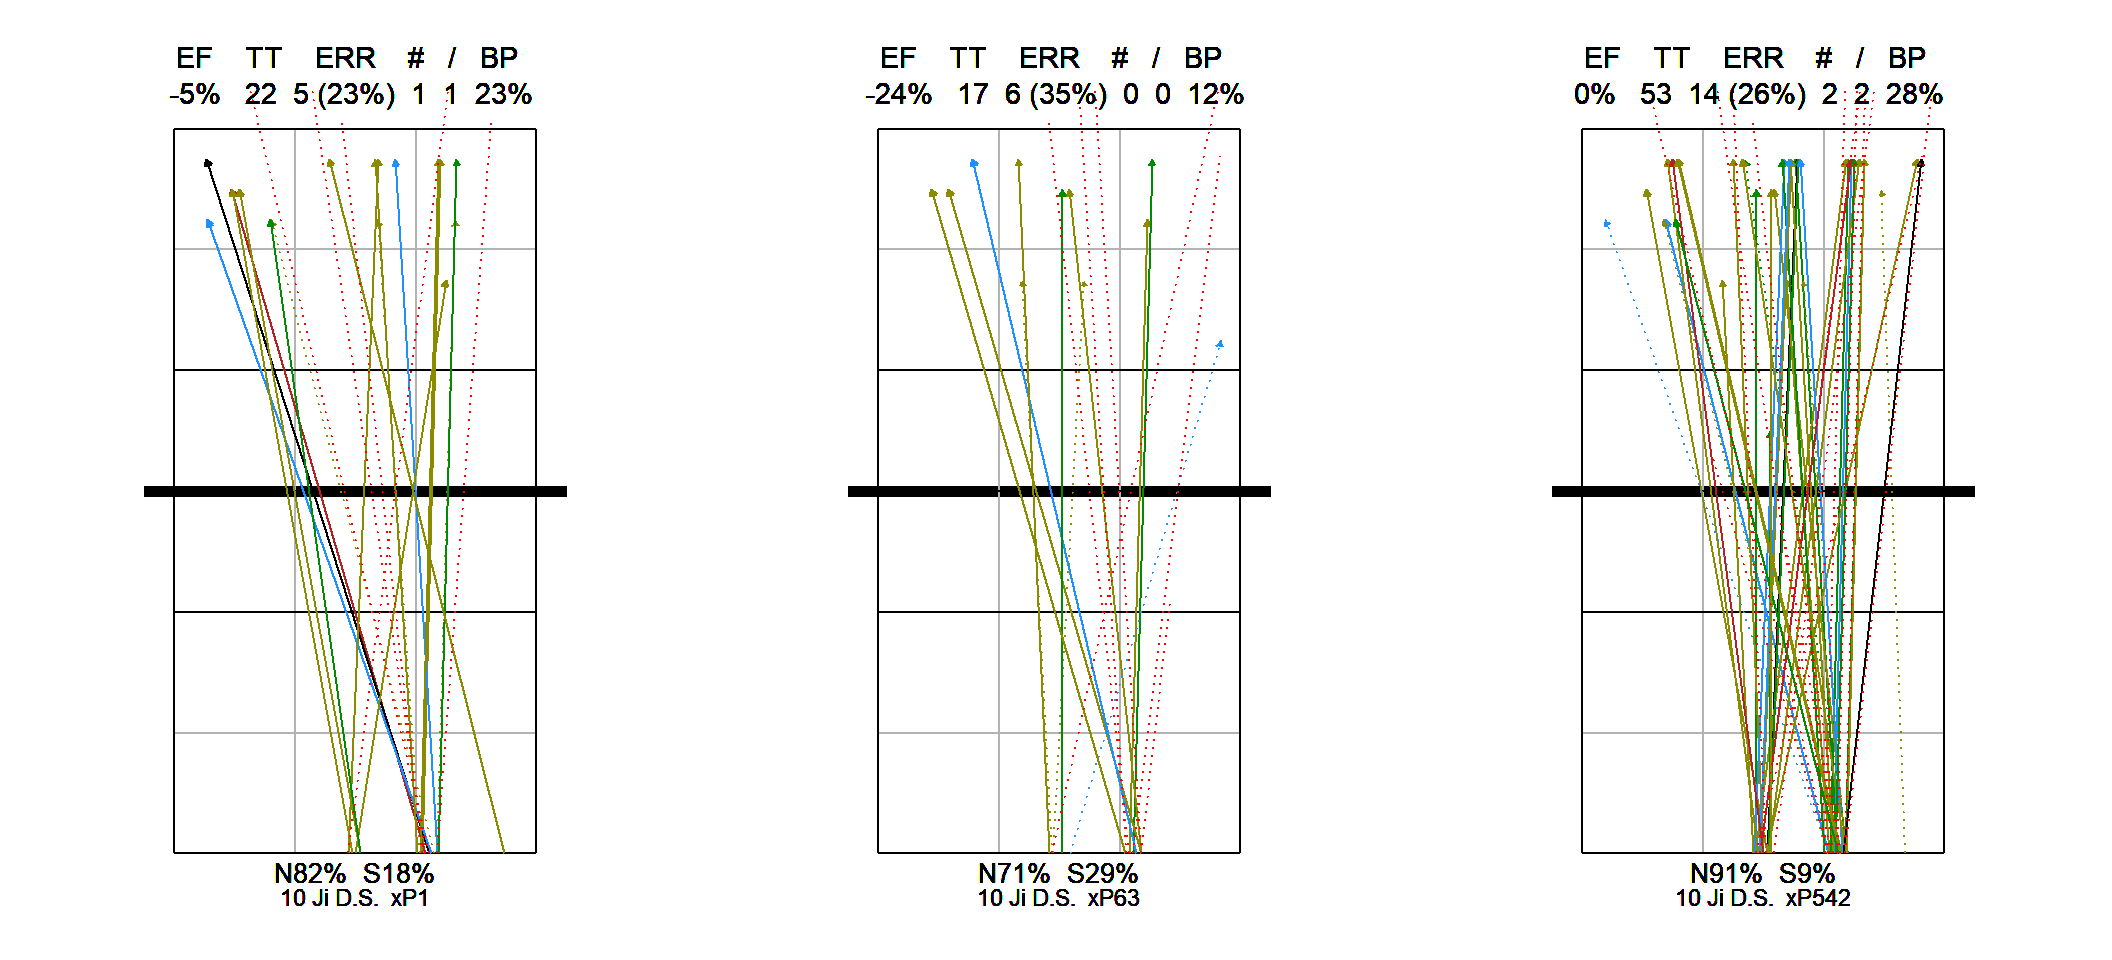 EF TT ERR # / BP
-5% 22 5 (23%) 1 1 23%
N82% S18%
10 Ji D.S. xP1
EF TT ERR # / BP
-24% 17 6 (35%) 0 0 12%
N71% S29%
10 Ji D.S. xP63
EF TT ERR # / BP
0% 53 14 (26%) 2 2 28%
N91% S9%
10 Ji D.S. xP542